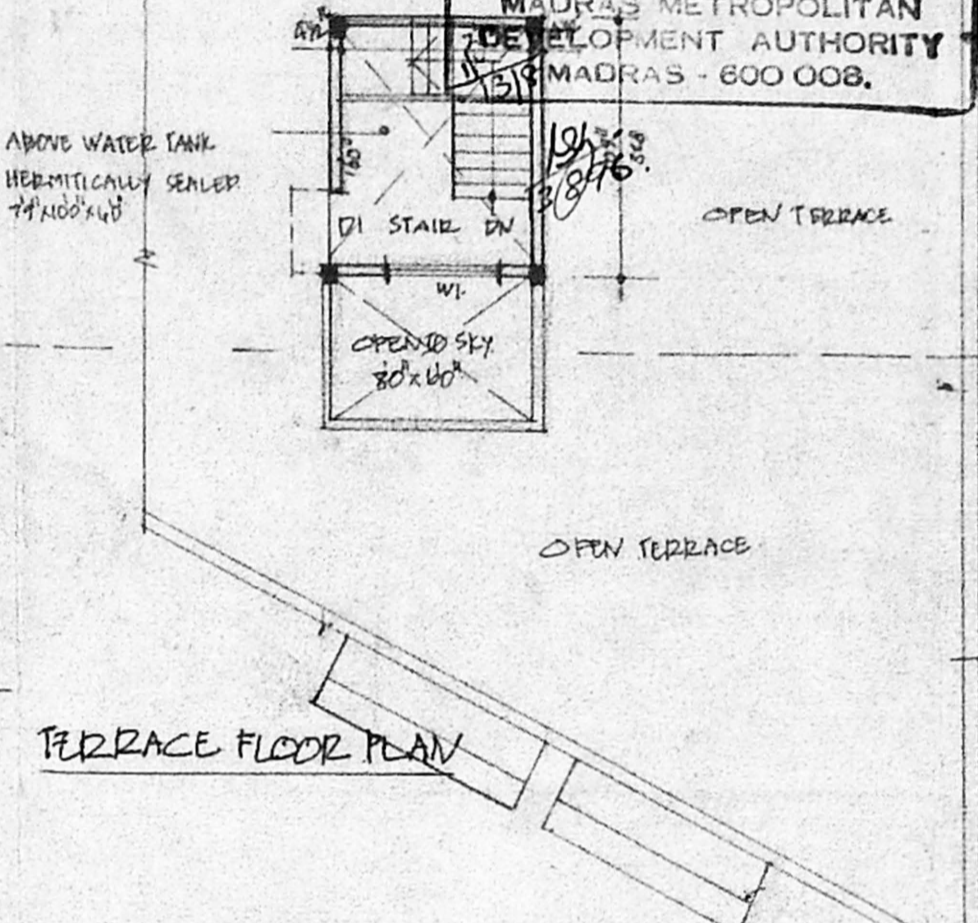 MADRAS METROPOLITAN
DEVELOPMENT AUTHORITY
MADRAS - 600 008.
ABOVE WATER TANK
HERMITICALLY SEALED
OPEN TERRACE
D1 STAIR DN
W1.
OPEN TO SKY
OPEN TERRACE
TERRACE FLOOR PLAN